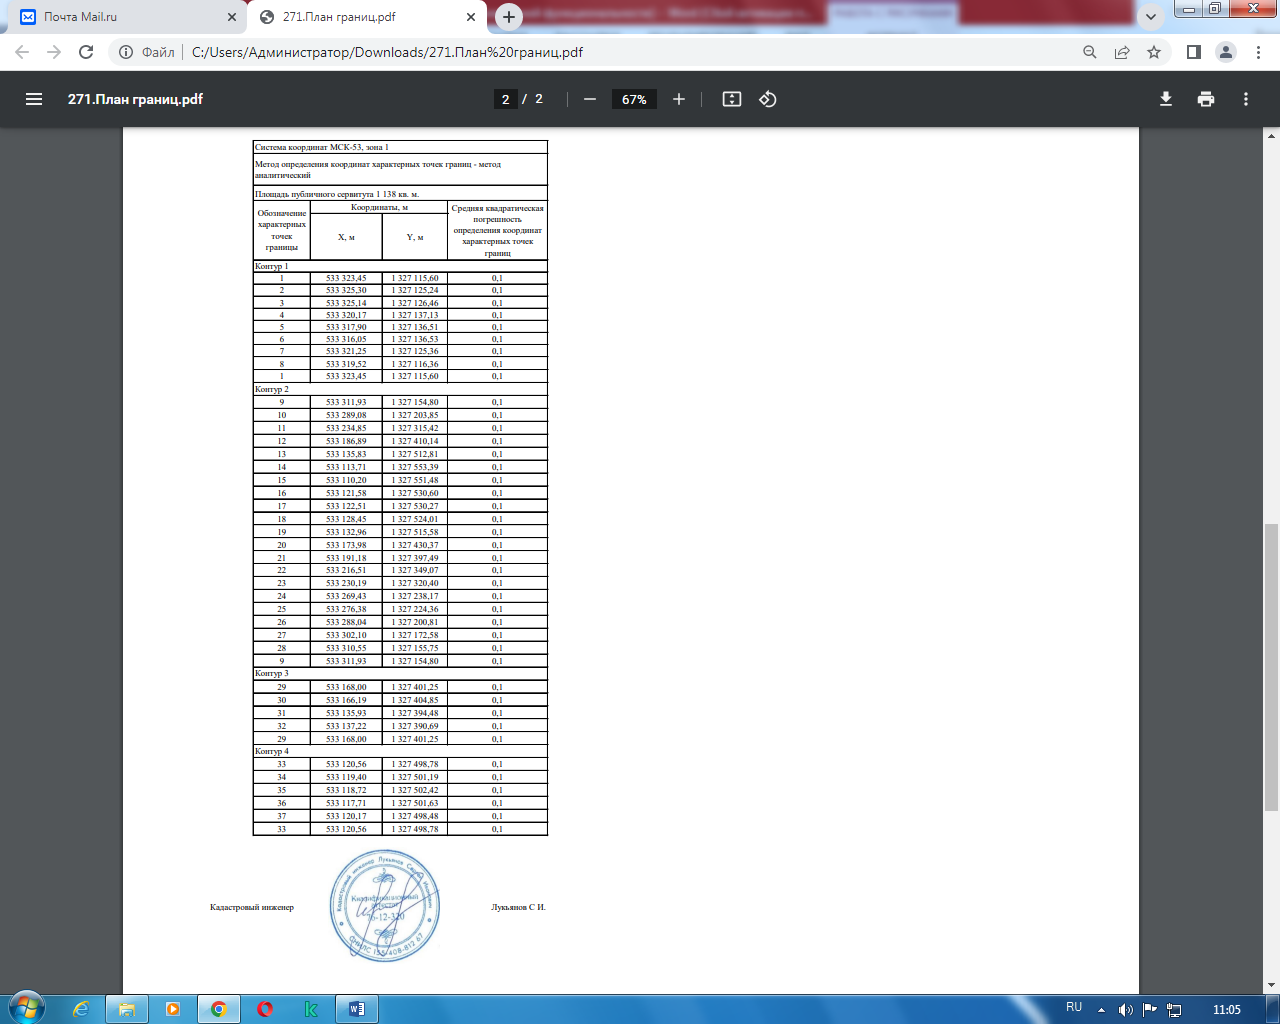 Почта Mail.ru
271.План границ.pdf
Файл
C:/Users/Администратор/Downloads/271.План%20границ.pdf
271.План границ.pdf
2 / 2
67%
Система координат МСК-53, зона 1
Метод определения координат характерных точек границ - метод
аналитический
Площадь публичного сервитута 1 138 кв. м.
Обозначение характерных точек границы
Координаты, м
Средняя квадратическая погрешность определения координат характерных точек границ
X, м Y, м
Контур 1
1 533 323,45 1 327 115,60 0,1
2 533 325,30 1 327 125,24 0,1
3 533 325,14 1 327 126,46 0,1
4 533 320,17 1 327 137,13 0,1
5 533 317,90 1 327 136,51 0,1
6 533 316,05 1 327 136,53 0,1
7 533 321,25 1 327 125,36 0,1
8 533 319,52 1 327 116,36 0,1
1 533 323,45 1 327 115,60 0,1
Контур 2
9 533 311,93 1 327 154,80 0,1
10 533 289,08 1 327 203,85 0,1
11 533 234,85 1 327 315,42 0,1
12 533 186,89 1 327 410,14 0,1
13 533 135,83 1 327 512,81 0,1
14 533 113,71 1 327 553,39 0,1
15 533 110,20 1 327 551,48 0,1
16 533 121,58 1 327 530,60 0,1
17 533 122,51 1 327 530,27 0,1
18 533 128,45 1 327 524,01 0,1
19 533 132,96 1 327 515,58 0,1
20 533 173,98 1 327 430,37 0,1
21 533 191,18 1 327 397,49 0,1
22 533 216,51 1 327 349,07 0,1
23 533 230,19 1 327 320,40 0,1
24 533 269,43 1 327 238,17 0,1
25 533 276,38 1 327 224,36 0,1
26 533 288,04 1 327 200,81 0,1
27 533 302,10 1 327 172,58 0,1
28 533 310,55 1 327 155,75 0,1
9 533 311,93 1 327 154,80 0,1
Контур 3
29 533 168,00 1 327 401,25 0,1
30 533 166,19 1 327 404,85 0,1
31 533 135,93 1 327 394,48 0,1
32 533 137,22 1 327 390,69 0,1
29 533 168,00 1 327 401,25 0,1
Контур 4
33 533 120,56 1 327 498,78 0,1
34 533 119,40 1 327 501,19 0,1
35 533 118,72 1 327 502,42 0,1
36 533 117,71 1 327 501,63 0,1
37 533 120,17 1 327 498,48 0,1
33 533 120,56 1 327 498,78 0,1
Кадастровый инженер
Кадастровый инженер Лукьянов Иванович
Квалификационный
аттестат
76-12-320
СНИЛС 155-408-812 67
Лукьянов С И.
RU
11:05